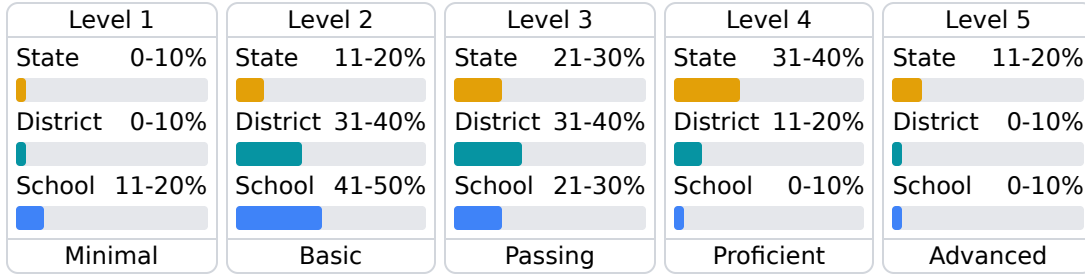 Level 1
State 0-10%
District 0-10%
School 11-20%
Minimal
Level 2
State 11-20%
District 31-40%
School 41-50%
Basic
Level 3
State 21-30%
District 31-40%
School 21-30%
Passing
Level 4
State 31-40%
District 11-20%
School 0-10%
Proficient
Level 5
State 11-20%
District 0-10%
School 0-10%
Advanced